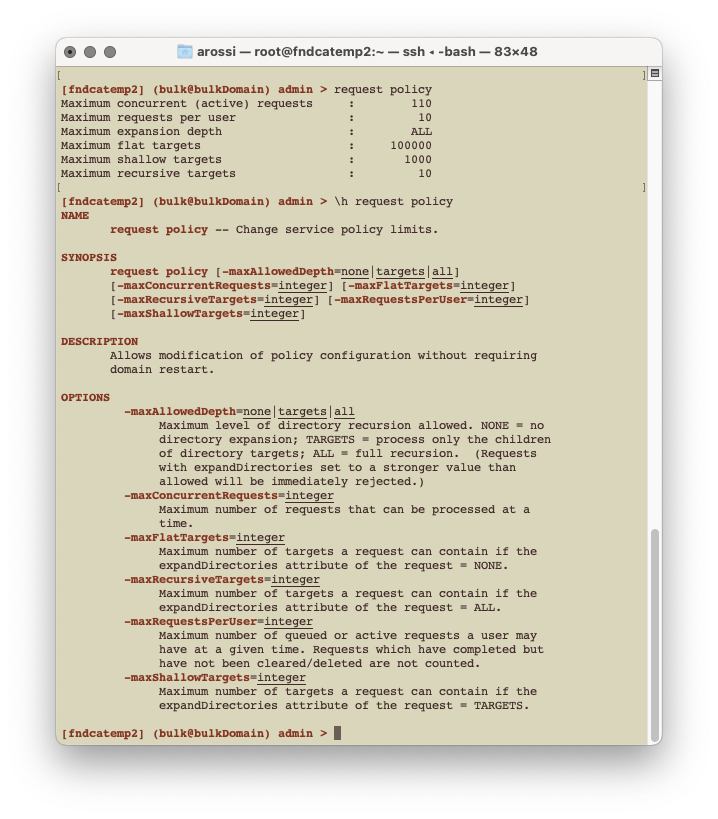 arossi — root@fndcatemp2:~ — ssh ◂ -bash — 83×48
[ ]
[fndcatemp2] (bulk@bulkDomain) admin > request policy
Maximum concurrent (active) requests     :        110
Maximum requests per user                :         10
Maximum expansion depth                  :        ALL
Maximum flat targets                     :     100000
Maximum shallow targets                  :       1000
Maximum recursive targets                :         10
[ ]
[fndcatemp2] (bulk@bulkDomain) admin > \h request policy
NAME
       request policy -- Change service policy limits.

SYNOPSIS
       request policy [-maxAllowedDepth=none|targets|all]
       [-maxConcurrentRequests=integer] [-maxFlatTargets=integer]
       [-maxRecursiveTargets=integer] [-maxRequestsPerUser=integer]
       [-maxShallowTargets=integer]

DESCRIPTION
       Allows modification of policy configuration without requiring
       domain restart.

OPTIONS
         -maxAllowedDepth=none|targets|all
              Maximum level of directory recursion allowed. NONE = no
              directory expansion; TARGETS = process only the children
              of directory targets; ALL = full recursion.  (Requests
              with expandDirectories set to a stronger value than
              allowed will be immediately rejected.)
         -maxConcurrentRequests=integer
              Maximum number of requests that can be processed at a
              time.
         -maxFlatTargets=integer
              Maximum number of targets a request can contain if the
              expandDirectories attribute of the request = NONE.
         -maxRecursiveTargets=integer
              Maximum number of targets a request can contain if the
              expandDirectories attribute of the request = ALL.
         -maxRequestsPerUser=integer
              Maximum number of queued or active requests a user may
              have at a given time. Requests which have completed but
              have not been cleared/deleted are not counted.
         -maxShallowTargets=integer
              Maximum number of targets a request can contain if the
              expandDirectories attribute of the request = TARGETS.

[fndcatemp2] (bulk@bulkDomain) admin >